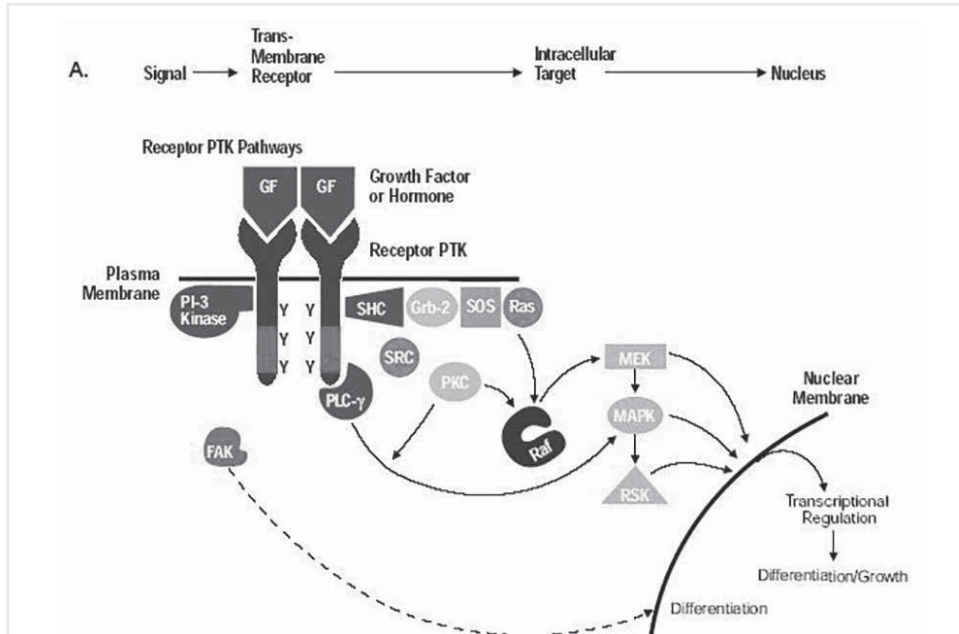 A.
Signal
Trans-
Membrane
Receptor
Intracellular
Target
Nucleus
Receptor PTK Pathways
GF
GF
Growth Factor
or Hormone
Receptor PTK
Plasma
Membrane
PI-3
Kinase
Y
Y
Y
Y
Y
Y
SHC
Grb-2
SOS
Ras
SRC
PKC
PLC-γ
FAK
Raf
MEK
MAPK
RSK
Nuclear
Membrane
Transcriptional
Regulation
Differentiation/Growth
Differentiation